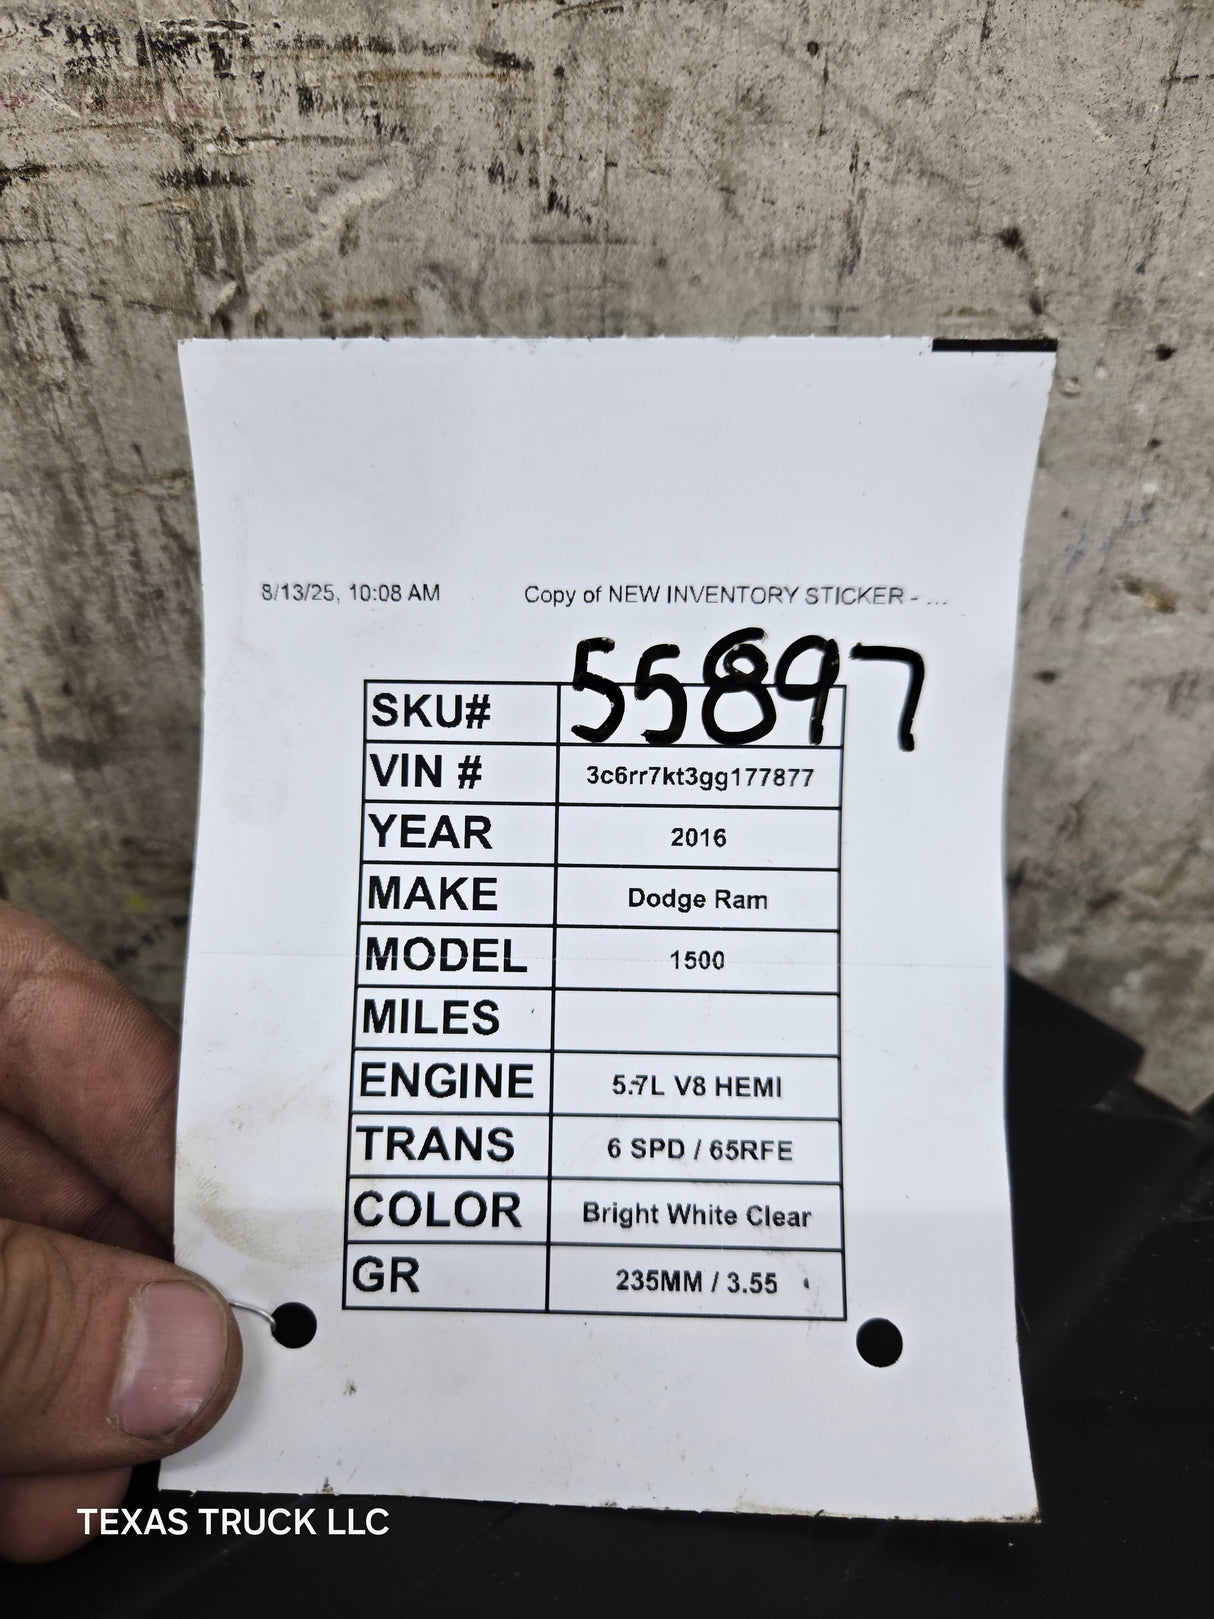 8/13/25, 10:08 AM Copy of NEW INVENTORY STICKER - ...
SKU# 55897
VIN # 3c6rr7kt3gg177877
YEAR 2016
MAKE Dodge Ram
MODEL 1500
MILES
ENGINE 5.7L V8 HEMI
TRANS 6 SPD / 65RFE
COLOR Bright White Clear
GR 235MM / 3.55
TEXAS TRUCK LLC